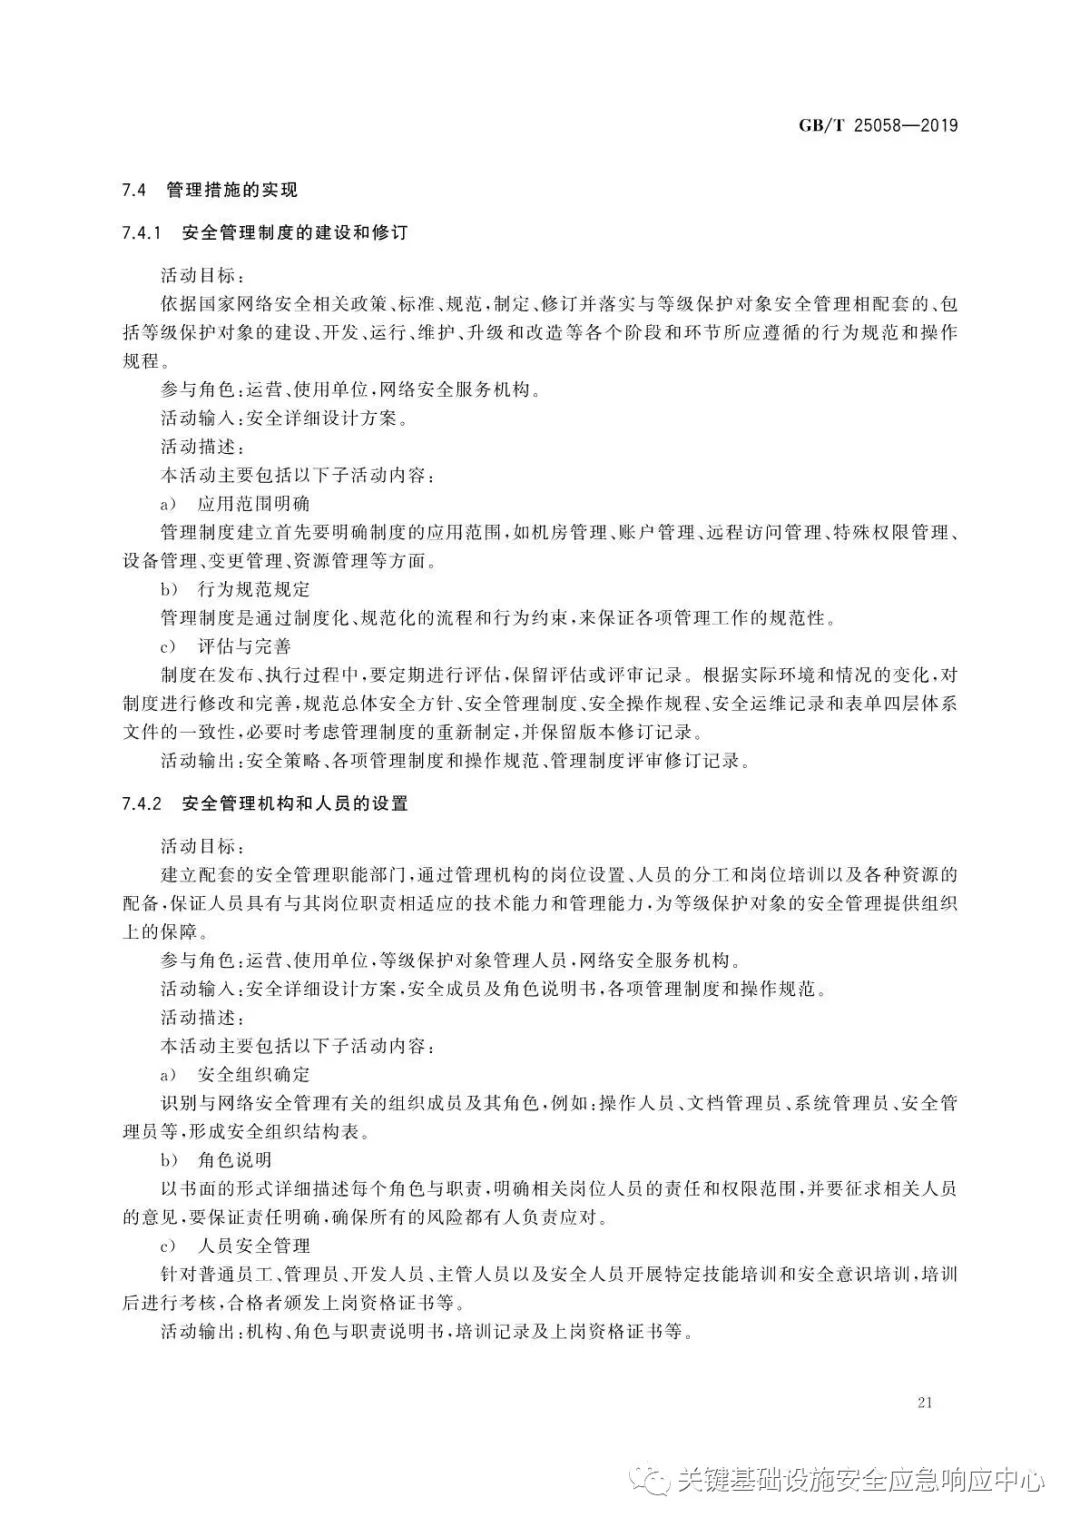 GB/T 25058—2019
7.4 管理措施的实现
7.4.1 安全管理制度的建设和修订
活动目标:
依据国家网络安全相关政策、标准、规范,制定、修订并落实与等级保护对象安全管理相配套的、包
括等级保护对象的建设、开发、运行、维护、升级和改造等各个阶段和环节所应遵循的行为规范和操作
规程。
参与角色:运营、使用单位,网络安全服务机构。
活动输入:安全详细设计方案。
活动描述:
本活动主要包括以下子活动内容:
a) 应用范围明确
管理制度建立首先要明确制度的应用范围,如机房管理、账户管理、远程访问管理、特殊权限管理、
设备管理、变更管理、资源管理等方面。
b) 行为规范规定
管理制度是通过制度化、规范化的流程和行为约束,来保证各项管理工作的规范性。
c) 评估与完善
制度在发布、执行过程中,要定期进行评估,保留评估或评审记录。根据实际环境和情况的变化,对
制度进行修改和完善,规范总体安全方针、安全管理制度、安全操作规程、安全运维记录和表单四层体系
文件的一致性,必要时考虑管理制度的重新制定,并保留版本修订记录。
活动输出:安全策略、各项管理制度和操作规范、管理制度评审修订记录。
7.4.2 安全管理机构和人员的设置
活动目标:
建立配套的安全管理职能部门,通过管理机构的岗位设置、人员的分工和岗位培训以及各种资源的
配备,保证人员具有与其岗位职责相适应的技术能力和管理能力,为等级保护对象的安全管理提供组织
上的保障。
参与角色:运营、使用单位,等级保护对象管理人员,网络安全服务机构。
活动输入:安全详细设计方案,安全成员及角色说明书,各项管理制度和操作规范。
活动描述:
本活动主要包括以下子活动内容:
a) 安全组织确定
识别与网络安全管理有关的组织成员及其角色,例如:操作人员、文档管理员、系统管理员、安全管
理员等,形成安全组织结构表。
b) 角色说明
以书面的形式详细描述每个角色与职责,明确相关岗位人员的责任和权限范围,并要征求相关人员
的意见,要保证责任明确,确保所有的风险都有人负责应对。
c) 人员安全管理
针对普通员工、管理员、开发人员、主管人员以及安全人员开展特定技能培训和安全意识培训,培训
后进行考核,合格者颁发上岗资格证书等。
活动输出:机构、角色与职责说明书,培训记录及上岗资格证书等。
21
关键基础设施安全应急响应中心